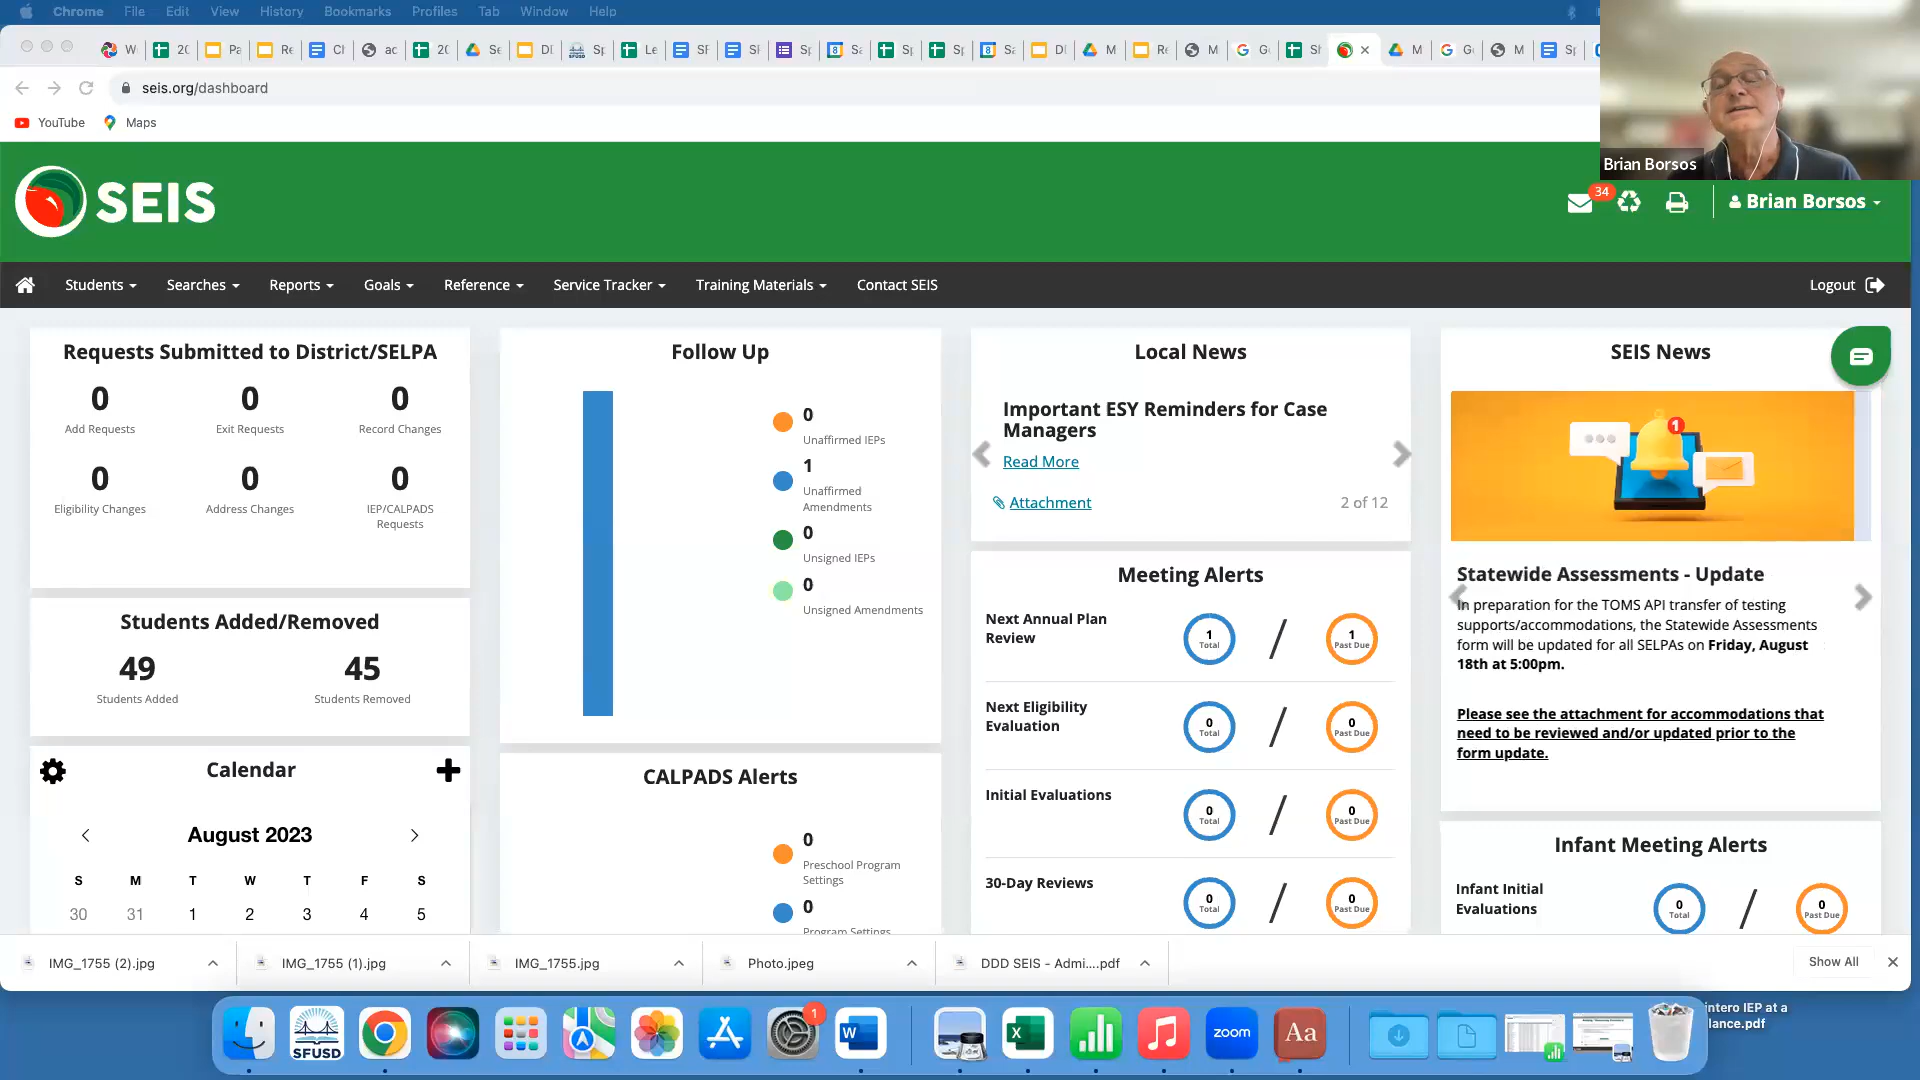 Chrome File Edit View History Bookmarks Profiles Tab Window Help
seis.org/dashboard
YouTube Maps
Brian Borsos
SEIS
34
Brian Borsos
Students Searches Reports Goals Reference Service Tracker Training Materials Contact SEIS Logout
Requests Submitted to District/SELPA
0 0 0
Add Requests Exit Requests Record Changes
0 0 0
Eligibility Changes Address Changes IEP/CALPADS
Requests
Students Added/Removed
49 45
Students Added Students Removed
Calendar
August 2023
S M T W T F S
30 31 1 2 3 4 5
Follow Up
0
Unaffirmed IEPs
1
Unaffirmed
Amendments
0
Unsigned IEPs
0
Unsigned Amendments
CALPADS Alerts
0
Preschool Program
Settings
0
Program Settings
Local News
Important ESY Reminders for Case
Managers
Read More
Attachment 2 of 12
Meeting Alerts
Next Annual Plan
Review
1 Total / 1 Past Due
Next Eligibility
Evaluation
0 Total / 0 Past Due
Initial Evaluations
0 Total / 0 Past Due
30-Day Reviews
0 Total / 0 Past Due
SEIS News
1
Statewide Assessments - Update
In preparation for the TOMS API transfer of testing
supports/accommodations, the Statewide Assessments
form will be updated for all SELPAs on Friday, August
18th at 5:00pm.
Please see the attachment for accommodations that
need to be reviewed and/or updated prior to the
form update.
Infant Meeting Alerts
Infant Initial
Evaluations
0 Total / 0 Past Due
IMG_1755 (2).jpg IMG_1755 (1).jpg IMG_1755.jpg Photo.jpeg DDD SEIS - Admi....pdf Show All
SFUSD
1
W
X
zoom
Aa
intero IEP at a
lance.pdf